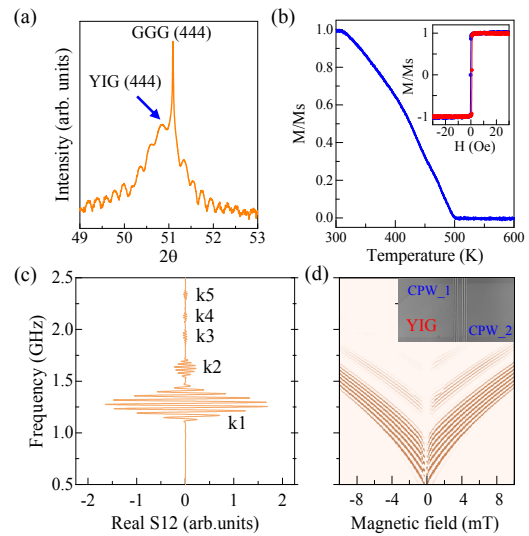 (a)
GGG (444)
YIG (444)
Intensity (arb. units)
49 50 51 52 53
2θ
(b)
M/Ms
1.0
0.8
0.6
0.4
0.2
0.0
300 400 500 600
Temperature (K)
M/Ms
1
0
-1
-20 0 20
H (Oe)
(c)
Frequency (GHz)
2.5
2.0
1.5
1.0
0.5
k5
k4
k3
k2
k1
-2 -1 0 1 2
Real S12 (arb.units)
(d)
CPW_1
YIG
CPW_2
-8 -4 0 4 8
Magnetic field (mT)